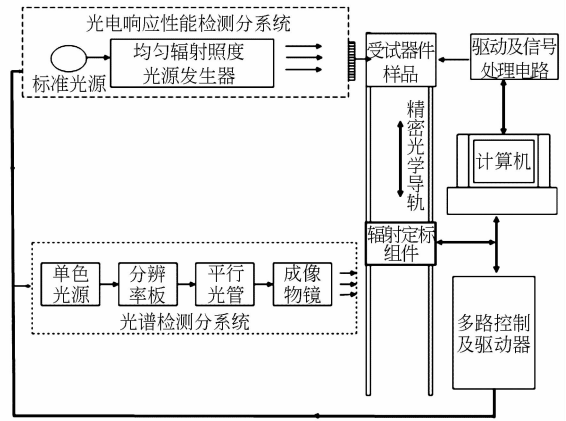 光电响应性能检测分系统
标准光源
均匀辐射照度
光源发生器
受试器件
样品
驱动及信号
处理电路
精密光学导轨
计算机
辐射定标
组件
单色
光源
分辨
率板
平行
光管
成像
物镜
光谱检测分系统
多路控制
及驱动器